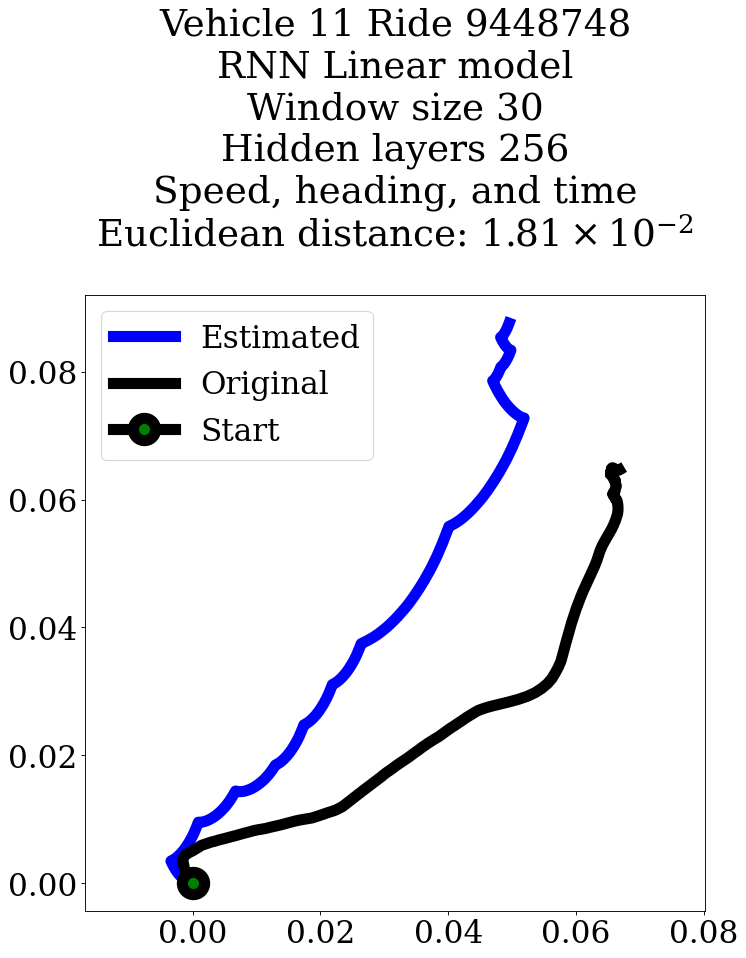 Vehicle 11 Ride 9448748
RNN Linear model
Window size 30
Hidden layers 256
Speed, heading, and time
Euclidean distance: 1.81 × 10⁻²
Estimated
Original
Start
0.08
0.06
0.04
0.02
0.00
0.00 0.02 0.04 0.06 0.08